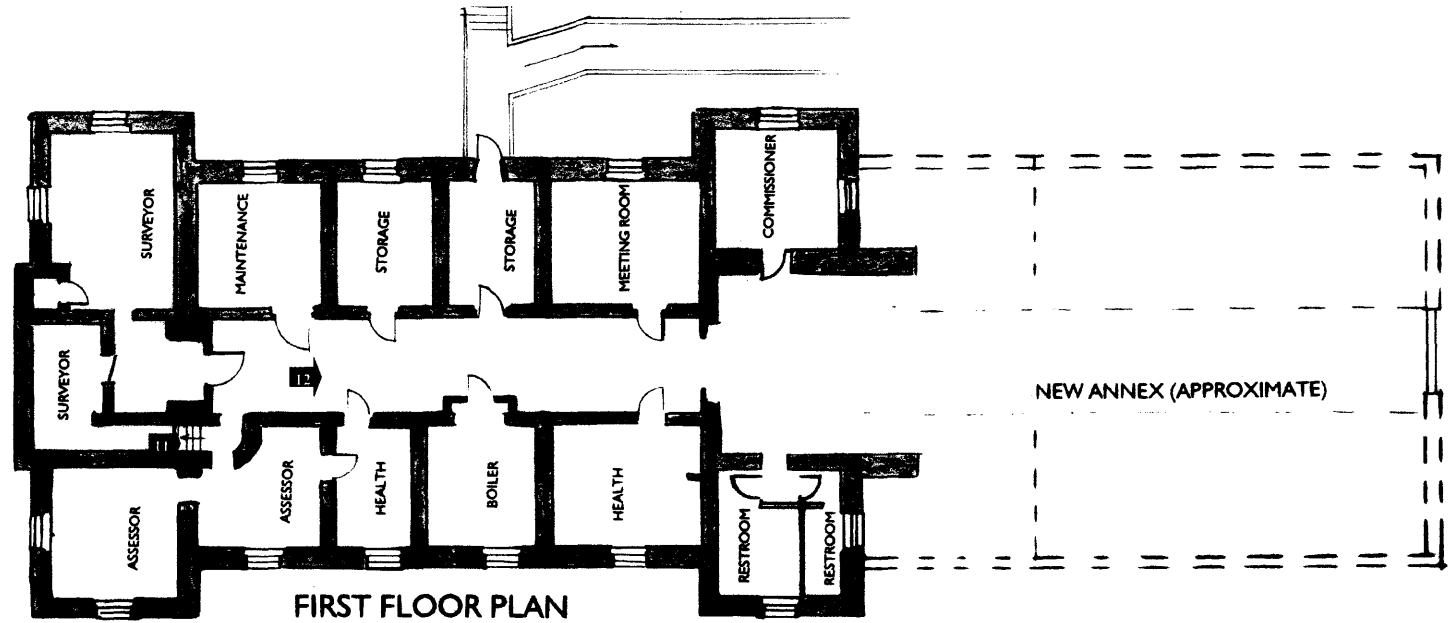 SURVEYOR
MAINTENANCE
STORAGE
STORAGE
MEETING ROOM
COMMISSIONER
SURVEYOR
12
NEW ANNEX (APPROXIMATE)
11
ASSESSOR
ASSESSOR
HEALTH
BOILER
HEALTH
RESTROOM
RESTROOM
FIRST FLOOR PLAN